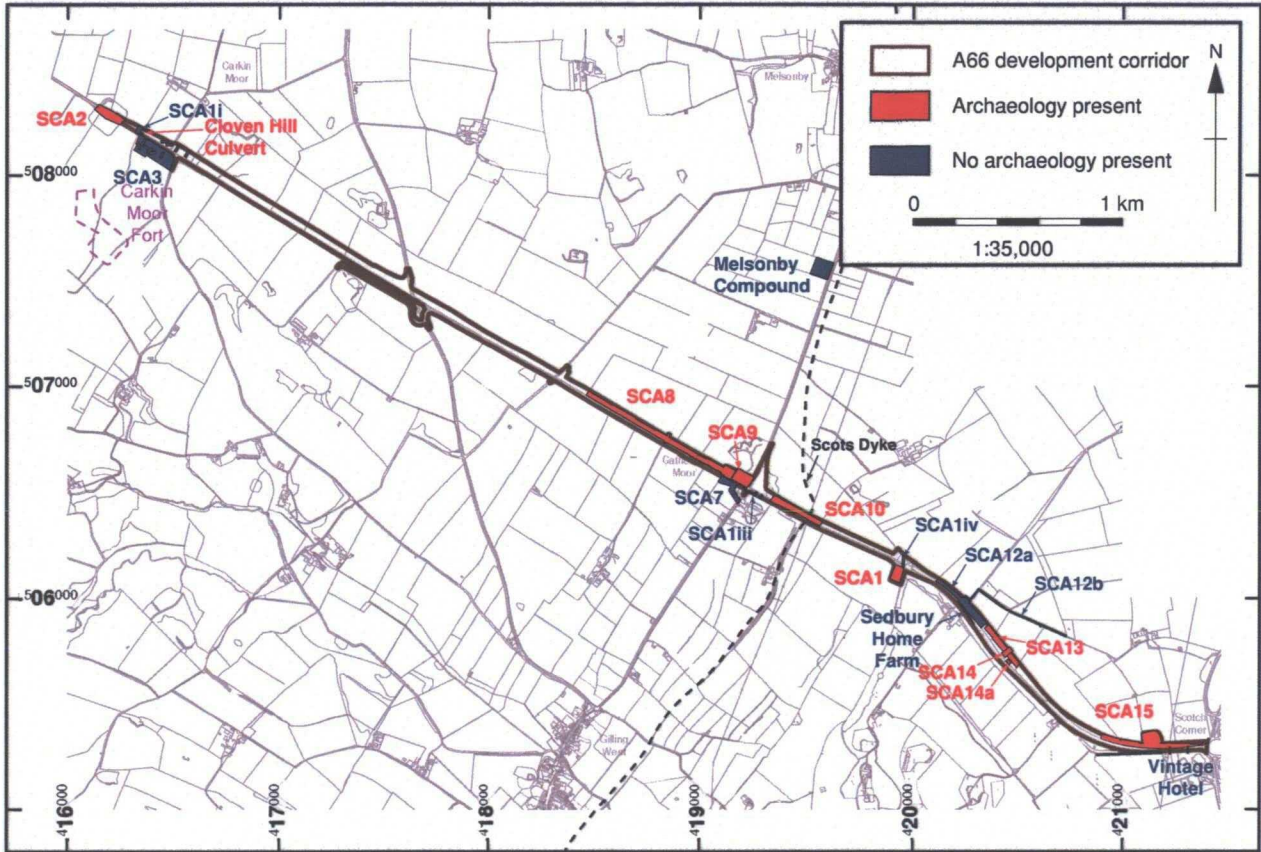 A66 development corridor
Archaeology present
No archaeology present
N
0 1 km
1:35,000
Carkin
Moor
Melsonby
SCA2
SCA1i
Cloven Hill
Culvert
SCA3
Carkin
Moor
Fort
Melsonby
Compound
SCA8
SCA9
Scots Dyke
SCA7
SCA1iii
SCA10
SCA1iv
SCA1
SCA12a
SCA12b
Sedbury
Home
Farm
SCA13
SCA14
SCA14a
SCA15
Scotch
Corner
Vintage
Hotel
Gilling
West
508000
507000
506000
416000
417000
418000
419000
420000
421000